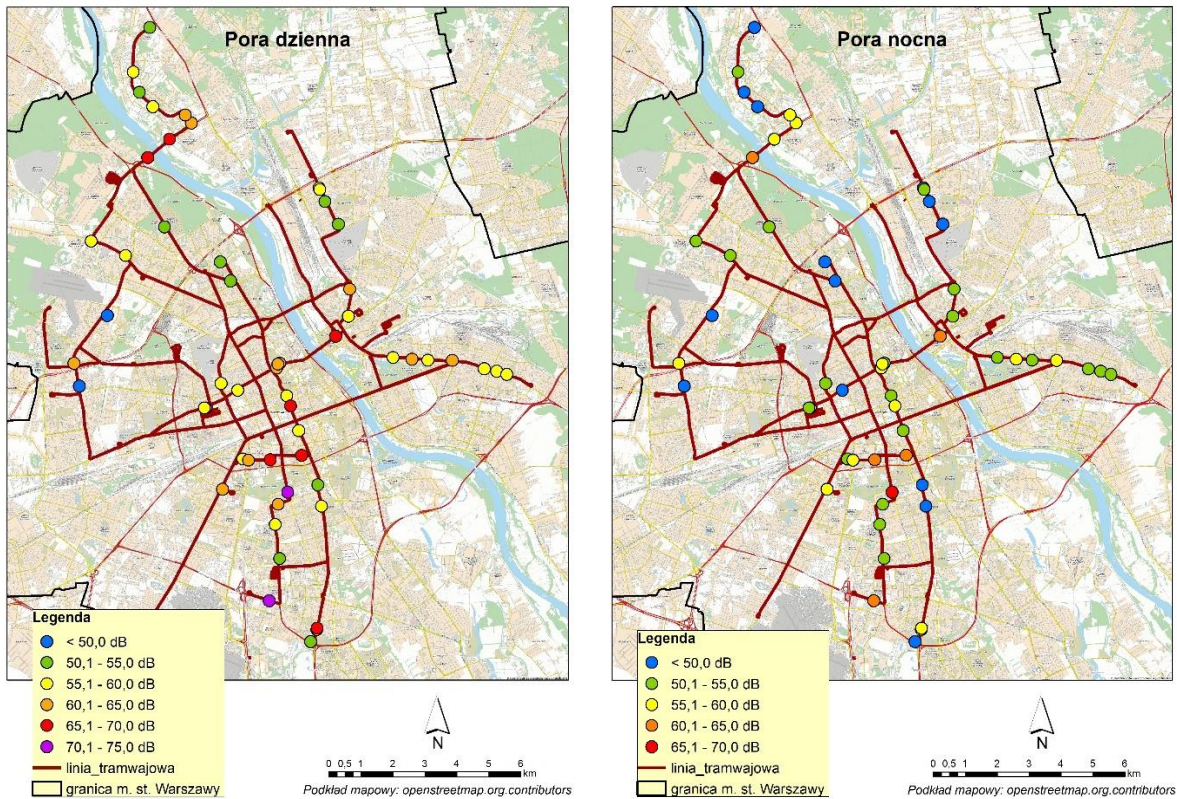 Pora dzienna
Legenda
< 50,0 dB
50,1 - 55,0 dB
55,1 - 60,0 dB
60,1 - 65,0 dB
65,1 - 70,0 dB
70,1 - 75,0 dB
linia_tramwajowa
granica m. st. Warszawy
N
0 0,5 1 2 3 4 5 6
km
Podkład mapowy: openstreetmap.org.contributors
Pora nocna
Legenda
< 50,0 dB
50,1 - 55,0 dB
55,1 - 60,0 dB
60,1 - 65,0 dB
65,1 - 70,0 dB
linia_tramwajowa
granica m. st. Warszawy
N
0 0,5 1 2 3 4 5 6
km
Podkład mapowy: openstreetmap.org.contributors